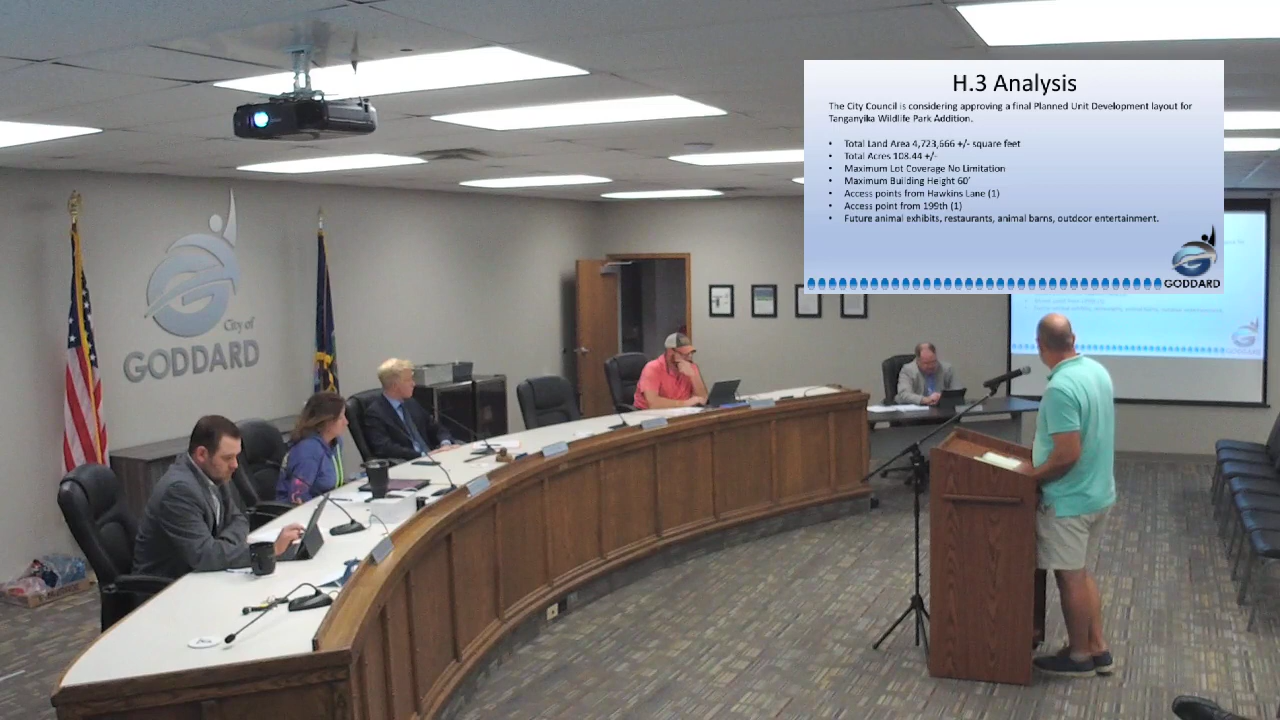 H.3 Analysis
The City Council is considering approving a final Planned Unit Development layout for
Tanganyika Wildlife Park Addition.
• Total Land Area 4,723,666 +/- square feet
• Total Acres 108.44 +/-
• Maximum Lot Coverage No Limitation
• Maximum Building Height 60'
• Access points from Hawkins Lane (1)
• Access point from 199th (1)
• Future animal exhibits, restaurants, animal barns, outdoor entertainment.
GODDARD
City of
GODDARD
GODDARD